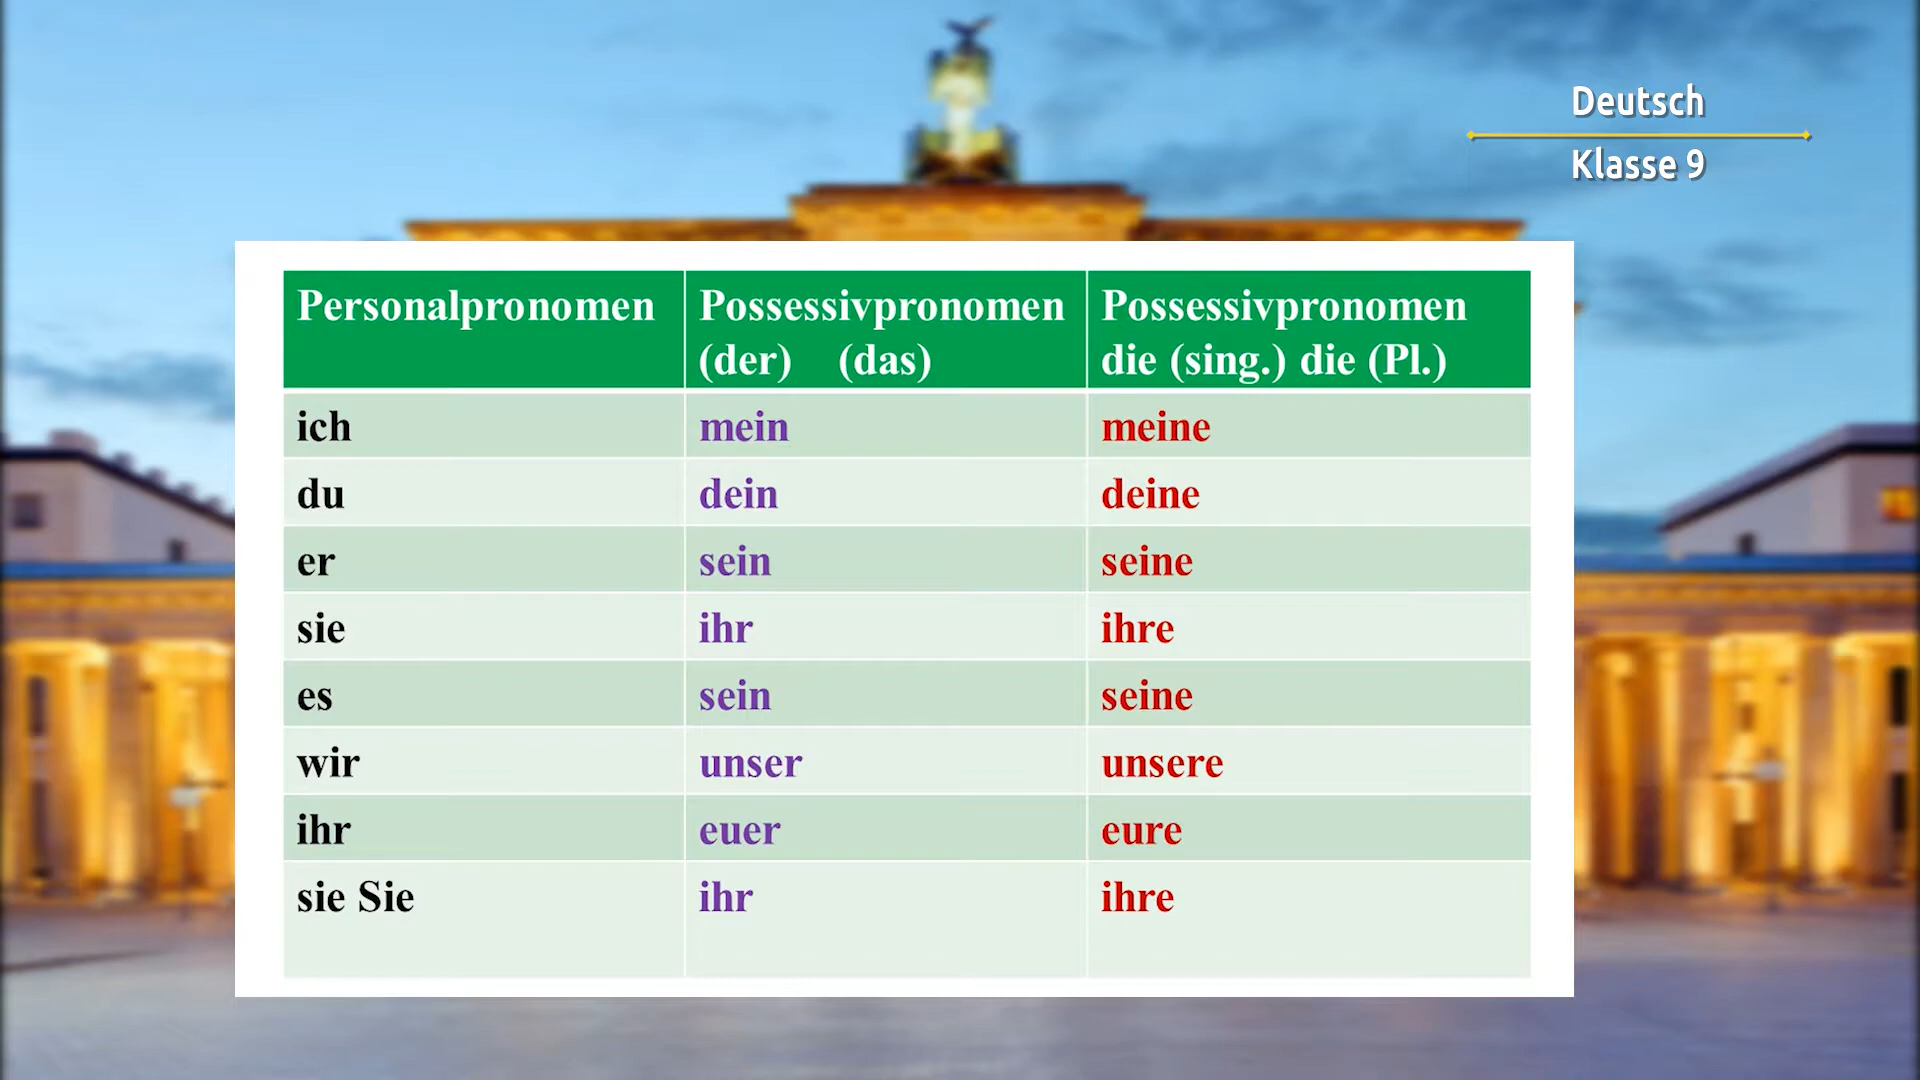 Deutsch
Klasse 9
Personalpronomen Possessivpronomen Possessivpronomen
(der) (das) die (sing.) die (Pl.)
ich mein meine
du dein deine
er sein seine
sie ihr ihre
es sein seine
wir unser unsere
ihr euer eure
sie Sie ihr ihre